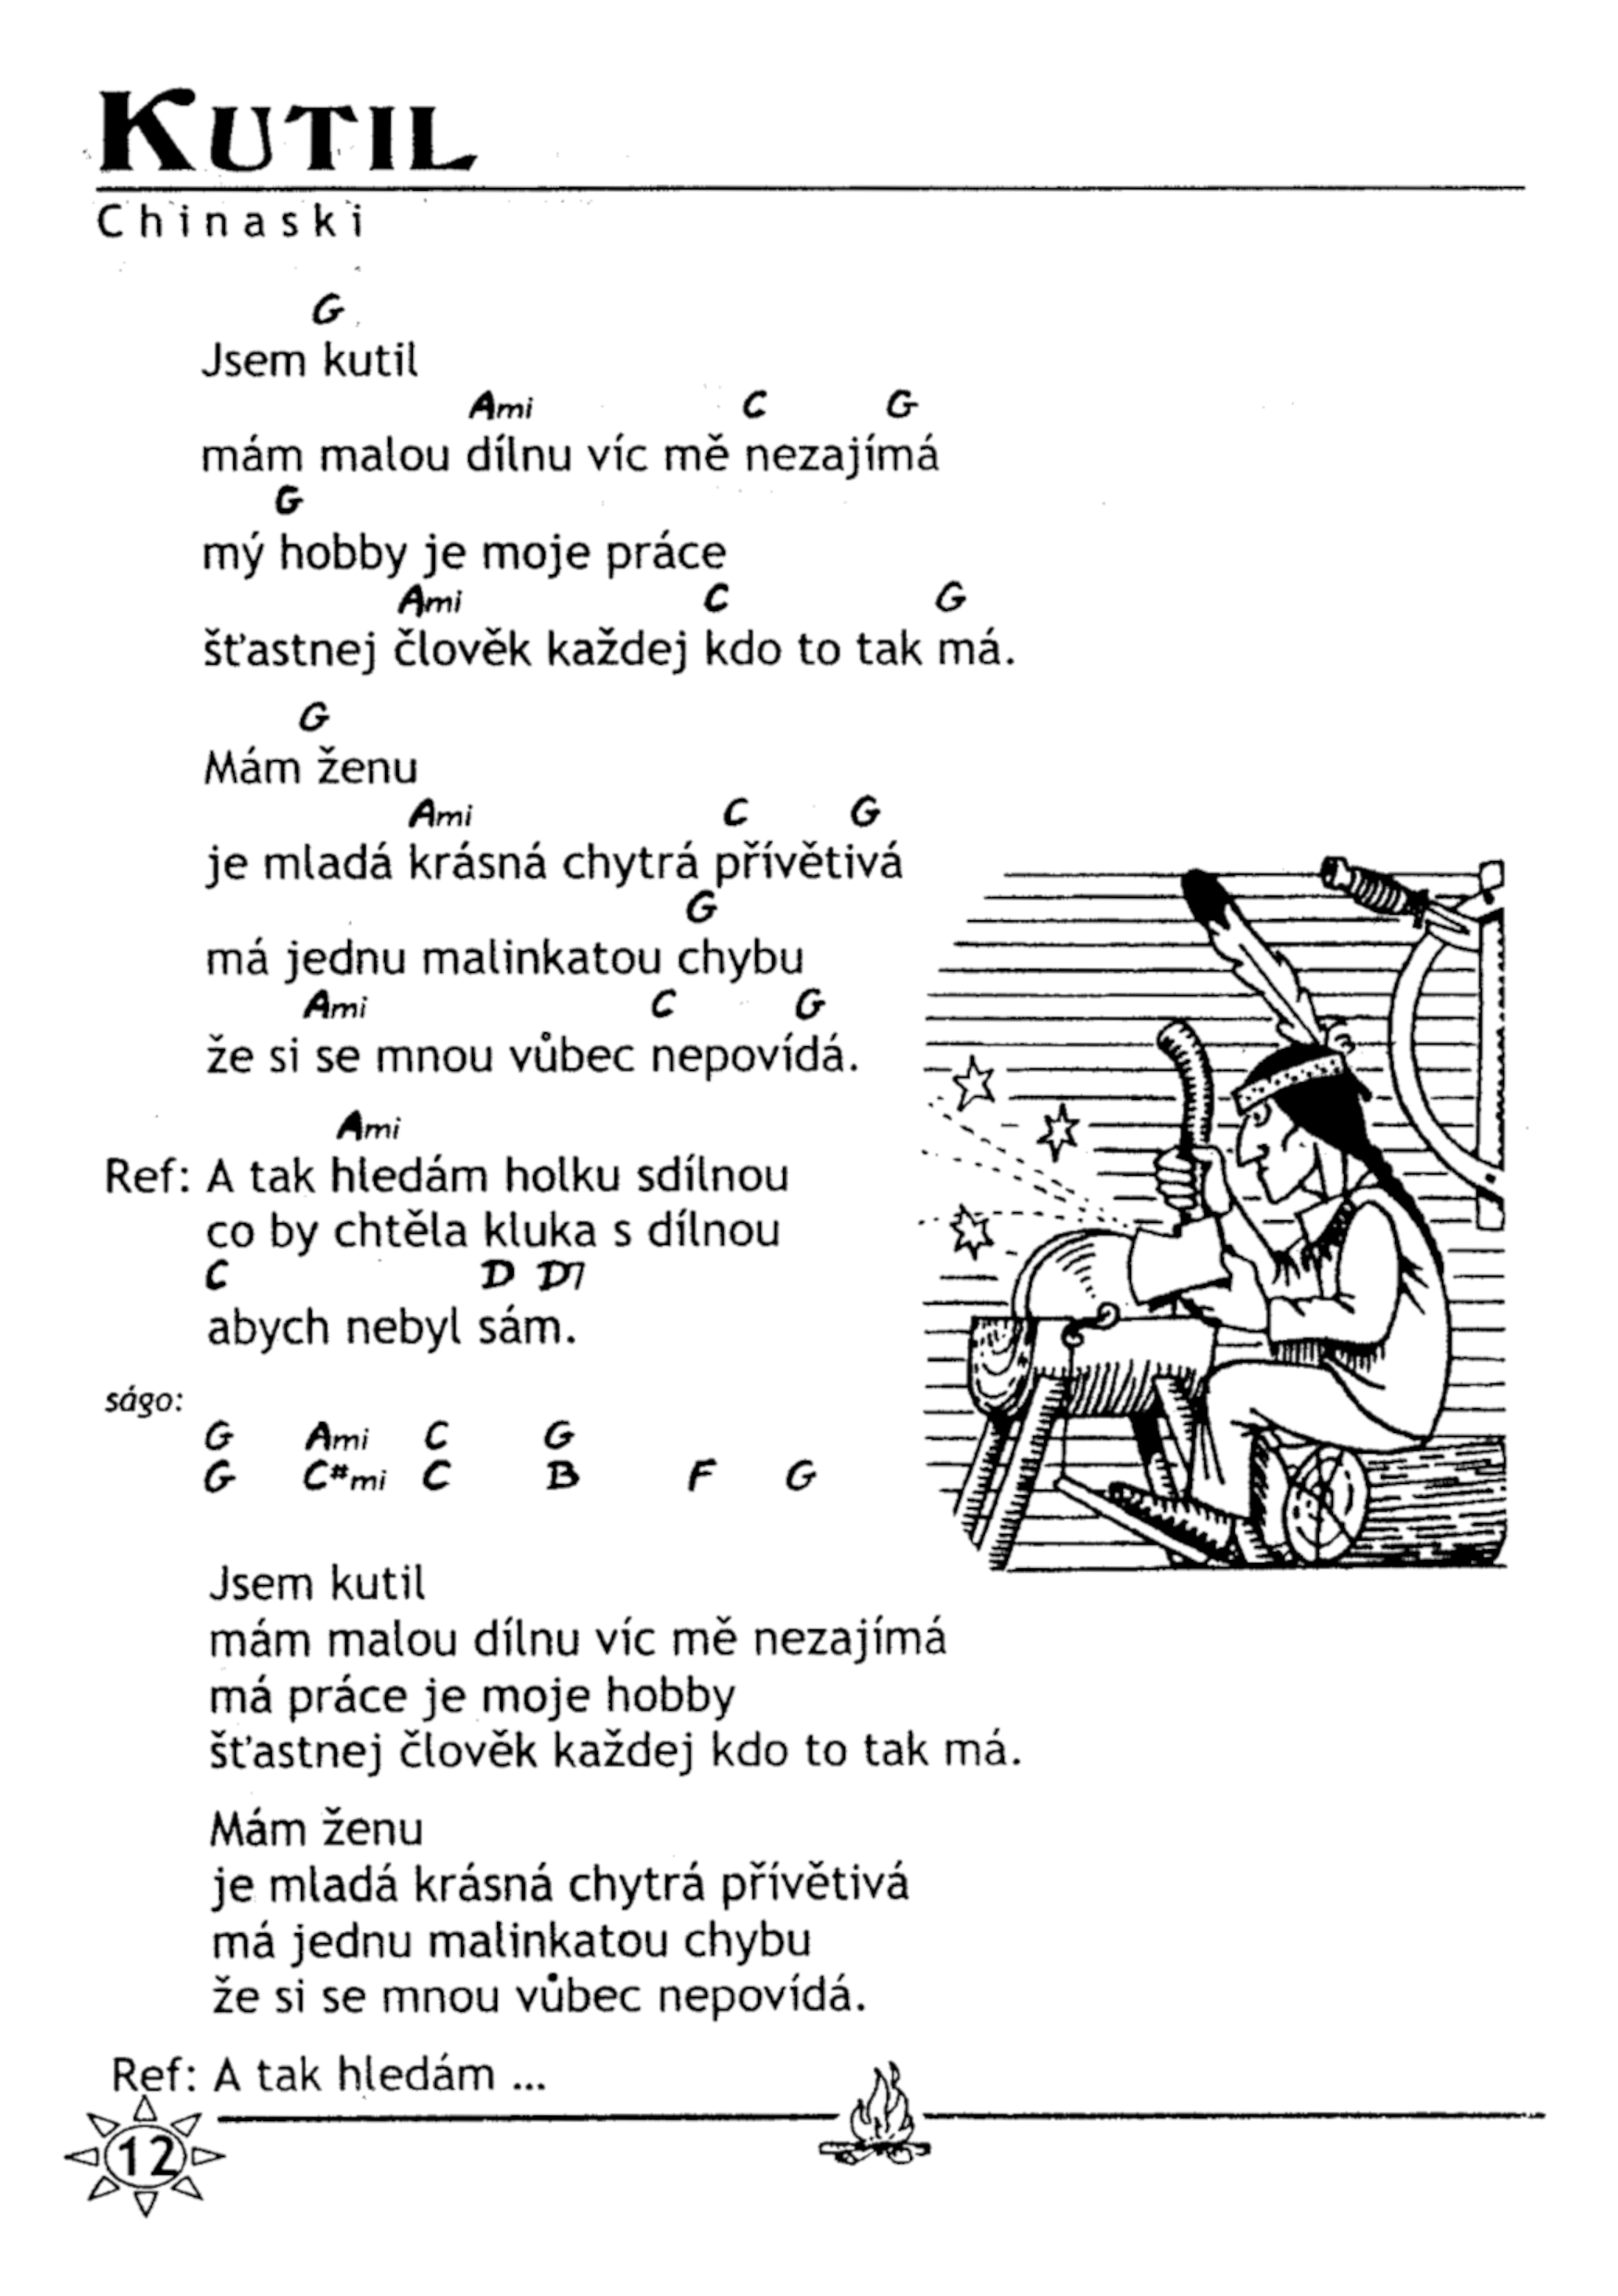 KUTIL
Chinaski
G
Jsem kutil
Ami C G
mám malou dílnu víc mě nezajímá
G
mý hobby je moje práce
Ami C G
šťastnej člověk každej kdo to tak má.
G
Mám ženu
Ami C G
je mladá krásná chytrá přívětivá
G
má jednu malinkatou chybu
Ami C G
že si se mnou vůbec nepovídá.
Ami
Ref: A tak hledám holku sdílnou
co by chtěla kluka s dílnou
C D D7
abych nebyl sám.
ságo:
G Ami C G
G C#mi C B F G
Jsem kutil
mám malou dílnu víc mě nezajímá
má práce je moje hobby
šťastnej člověk každej kdo to tak má.
Mám ženu
je mladá krásná chytrá přívětivá
má jednu malinkatou chybu
že si se mnou vůbec nepovídá.
Ref: A tak hledám ...
12